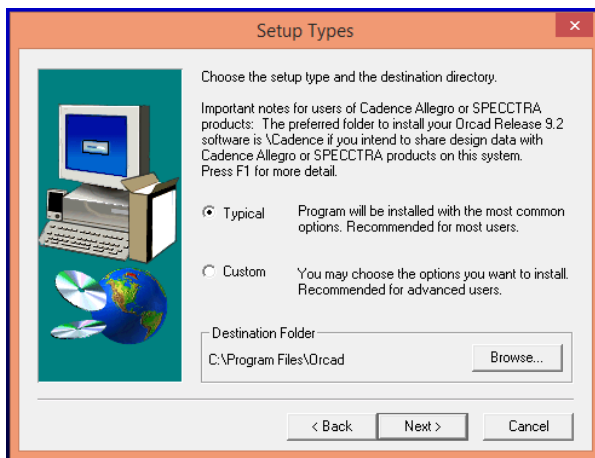 Setup Types
Choose the setup type and the destination directory.
Important notes for users of Cadence Allegro or SPECCTRA
products: The preferred folder to install your Orcad Release 9.2
software is \Cadence if you intend to share design data with
Cadence Allegro or SPECCTRA products on this system.
Press F1 for more detail.
Typical Program will be installed with the most common
options. Recommended for most users.
Custom You may choose the options you want to install.
Recommended for advanced users.
Destination Folder
C:\Program Files\Orcad Browse...
< Back Next > Cancel